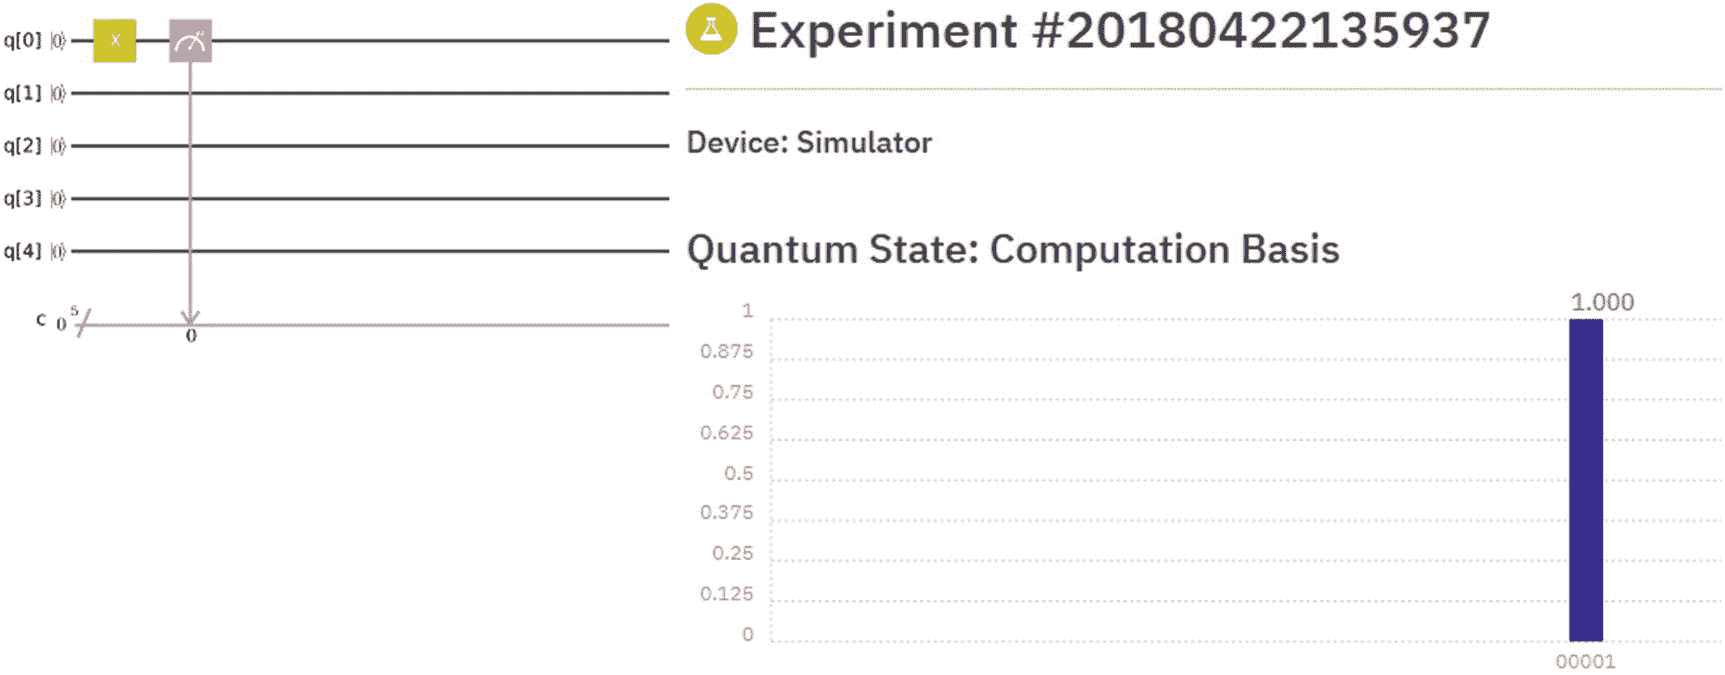 q[0] |0⟩ X
q[1] |0⟩
q[2] |0⟩
q[3] |0⟩
q[4] |0⟩
c 0 5
0
Experiment #20180422135937
Device: Simulator
Quantum State: Computation Basis
1.000
1
0.875
0.75
0.625
0.5
0.375
0.25
0.125
0
00001